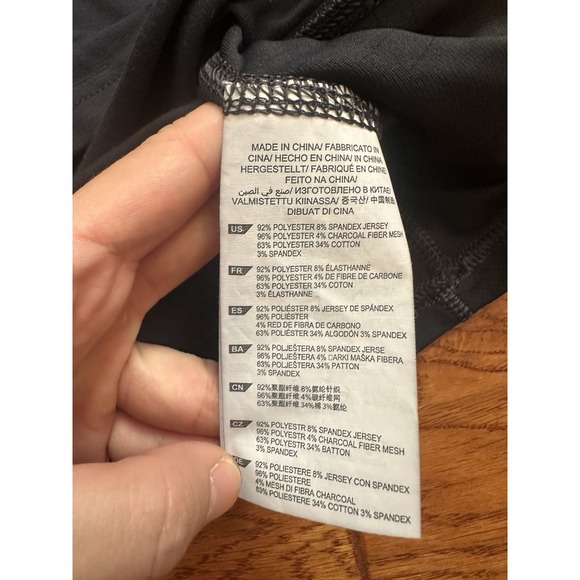 MADE IN CHINA/ FABBRICATO IN
CINA/ HECHO EN CHINA/ IN CHINA
HERGESTELLT/ FABRIQUÉ EN CHINE
FEITO NA CHINA/
صنع في الصين/ ИЗГОТОВЛЕНО В КИТАЕ/
VALMISTETTU KIINASSA/ 중국산/ 中国制造
DIBUAT DI CINA
US 92% POLYESTER 8% SPANDEX JERSEY
96% POLYESTER 4% CHARCOAL FIBER MESH
63% POLYESTER 34% COTTON
3% SPANDEX
FR 92% POLYESTER 8% ÉLASTHANNE
96% POLYESTER 4% DE FIBRE DE CARBONE
63% POLYESTER 34% COTON
3% ÉLASTHANNE
ES 92% POLIÉSTER 8% JERSEY DE SPÁNDEX
96% POLIÉSTER
4% RED DE FIBRA DE CARBONO
63% POLIÉSTER 34% ALGODÓN 3% SPANDEX
BA 92% POLJEŠTERA 8% SPANDEX JERSE
96% POLJEŠTERA 4% ČARKI MAŠKA FIBERA
63% POLJEŠTERA 34% PATTON
3% SPANDEX
CN 92%聚酯纤维 8%氨纶针织
96%聚酯纤维 4%碳纤维网
63%聚酯纤维 34%棉 3%氨纶
CZ 92% POLYESTR 8% SPANDEX JERSEY
96% POLYESTR 4% CHARCOAL FIBER MESH
63% POLYESTR 34% BATTON
3% SPANDEX
DE 92% POLIESTERE 8% JERSEY CON SPANDEX
96% POLIESTERE
4% MESH DI FIBRA CHARCOAL
63% POLIESTERE 34% COTTON 3% SPANDEX